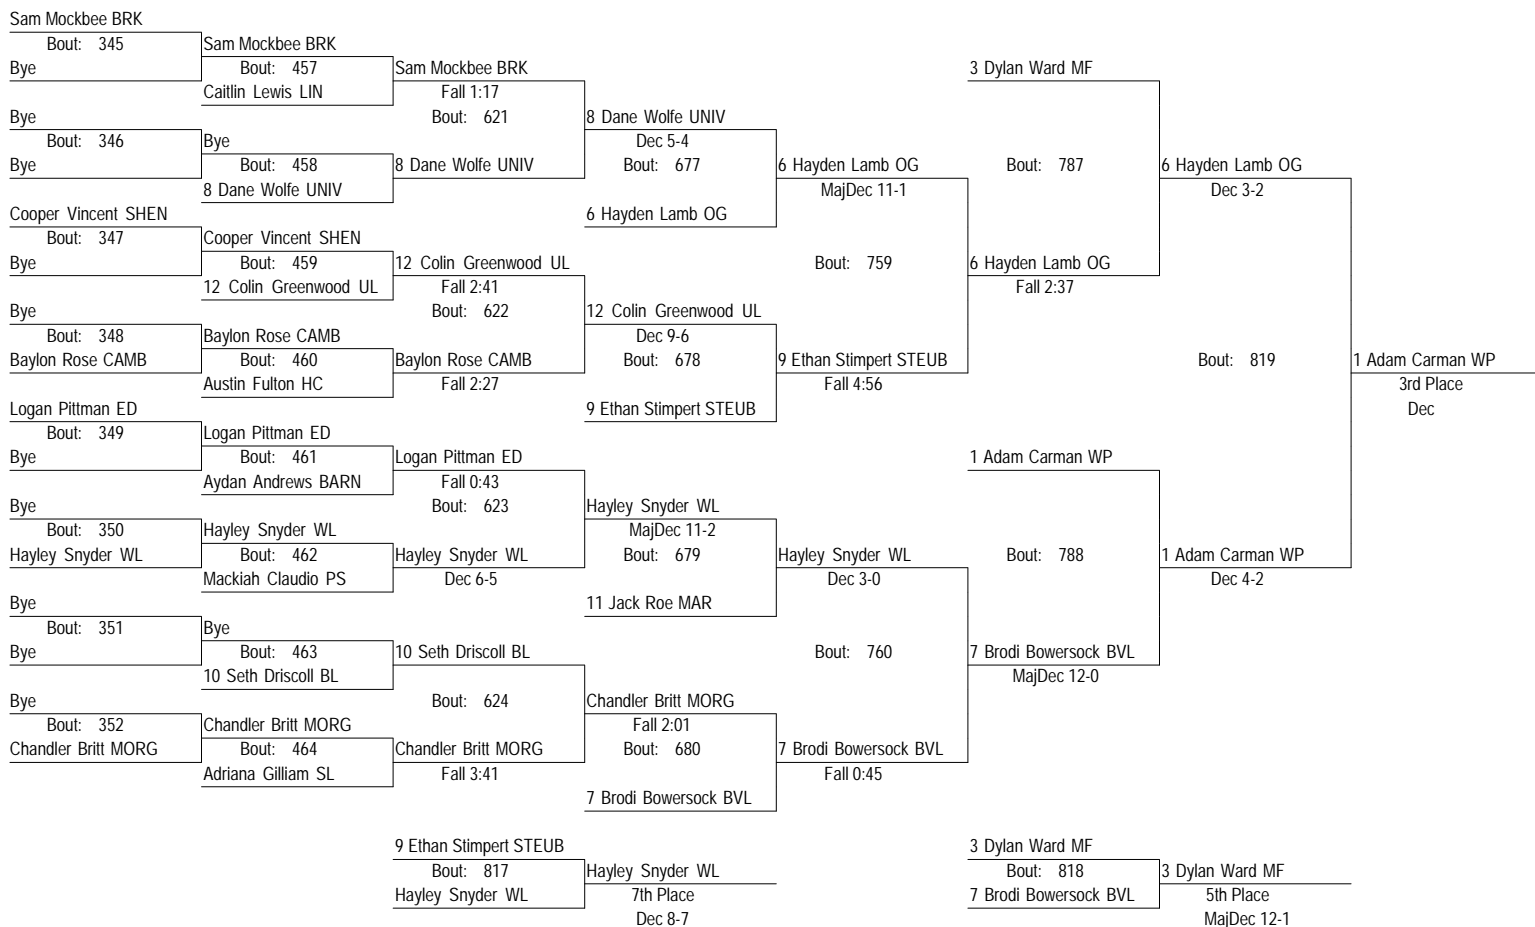 Sam Mockbee BRK
Bout: 345
Sam Mockbee BRK
Bye
Bout: 457
Sam Mockbee BRK
3 Dylan Ward MF
Caitlin Lewis LIN
Fall 1:17
Bye
Bout: 621
8 Dane Wolfe UNIV
Bout: 346
Bye
Dec 5-4
Bye
Bout: 458
8 Dane Wolfe UNIV
Bout: 677
6 Hayden Lamb OG
Bout: 787
6 Hayden Lamb OG
8 Dane Wolfe UNIV
MajDec 11-1
Dec 3-2
Cooper Vincent SHEN
6 Hayden Lamb OG
Bout: 347
Cooper Vincent SHEN
Bye
Bout: 459
12 Colin Greenwood UL
Bout: 759
6 Hayden Lamb OG
12 Colin Greenwood UL
Fall 2:41
Fall 2:37
Bye
Bout: 622
12 Colin Greenwood UL
Bout: 348
Baylon Rose CAMB
Dec 9-6
Baylon Rose CAMB
Bout: 460
Baylon Rose CAMB
Bout: 678
9 Ethan Stimpert STEUB
Bout: 819
1 Adam Carman WP
Austin Fulton HC
Fall 2:27
Fall 4:56
3rd Place
Logan Pittman ED
9 Ethan Stimpert STEUB
Dec
Bout: 349
Logan Pittman ED
Bye
Bout: 461
Logan Pittman ED
1 Adam Carman WP
Aydan Andrews BARN
Fall 0:43
Bye
Bout: 623
Hayley Snyder WL
Bout: 350
Hayley Snyder WL
MajDec 11-2
Hayley Snyder WL
Bout: 462
Hayley Snyder WL
Bout: 679
Hayley Snyder WL
Bout: 788
1 Adam Carman WP
Mackiah Claudio PS
Dec 6-5
Dec 3-0
Dec 4-2
Bye
11 Jack Roe MAR
Bout: 351
Bye
Bye
Bout: 463
10 Seth Driscoll BL
Bout: 760
7 Brodi Bowersock BVL
10 Seth Driscoll BL
MajDec 12-0
Bye
Bout: 624
Chandler Britt MORG
Bout: 352
Chandler Britt MORG
Fall 2:01
Chandler Britt MORG
Bout: 464
Chandler Britt MORG
Bout: 680
7 Brodi Bowersock BVL
Adriana Gilliam SL
Fall 3:41
Fall 0:45
7 Brodi Bowersock BVL
9 Ethan Stimpert STEUB
3 Dylan Ward MF
Bout: 817
Hayley Snyder WL
Bout: 818
3 Dylan Ward MF
Hayley Snyder WL
7th Place
7 Brodi Bowersock BVL
5th Place
Dec 8-7
MajDec 12-1